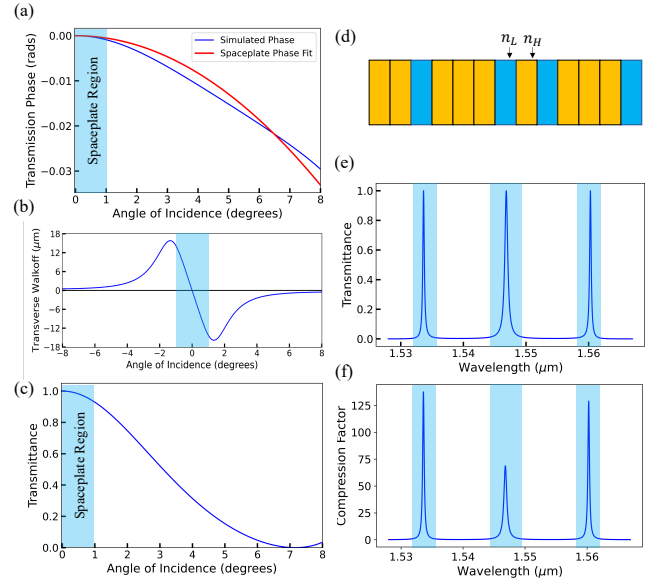 (a)
Transmission Phase (rads)
0.00
−0.01
−0.02
−0.03
Simulated Phase
Spaceplate Phase Fit
Spaceplate Region
0 1 2 3 4 5 6 7 8
Angle of Incidence (degrees)
(b)
Transverse Walkoff (μm)
18
12
6
0
−6
−12
−18
−8 −6 −4 −2 0 2 4 6 8
Angle of Incidence (degrees)
(c)
Transmittance
1.0
0.8
0.6
0.4
0.2
0.0
Spaceplate Region
0 1 2 3 4 5 6 7 8
Angle of Incidence (degrees)
(d)
n_L n_H
(e)
Transmittance
1.0
0.8
0.6
0.4
0.2
0.0
1.53 1.54 1.55 1.56
Wavelength (μm)
(f)
Compression Factor
125
100
75
50
25
0
1.53 1.54 1.55 1.56
Wavelength (μm)